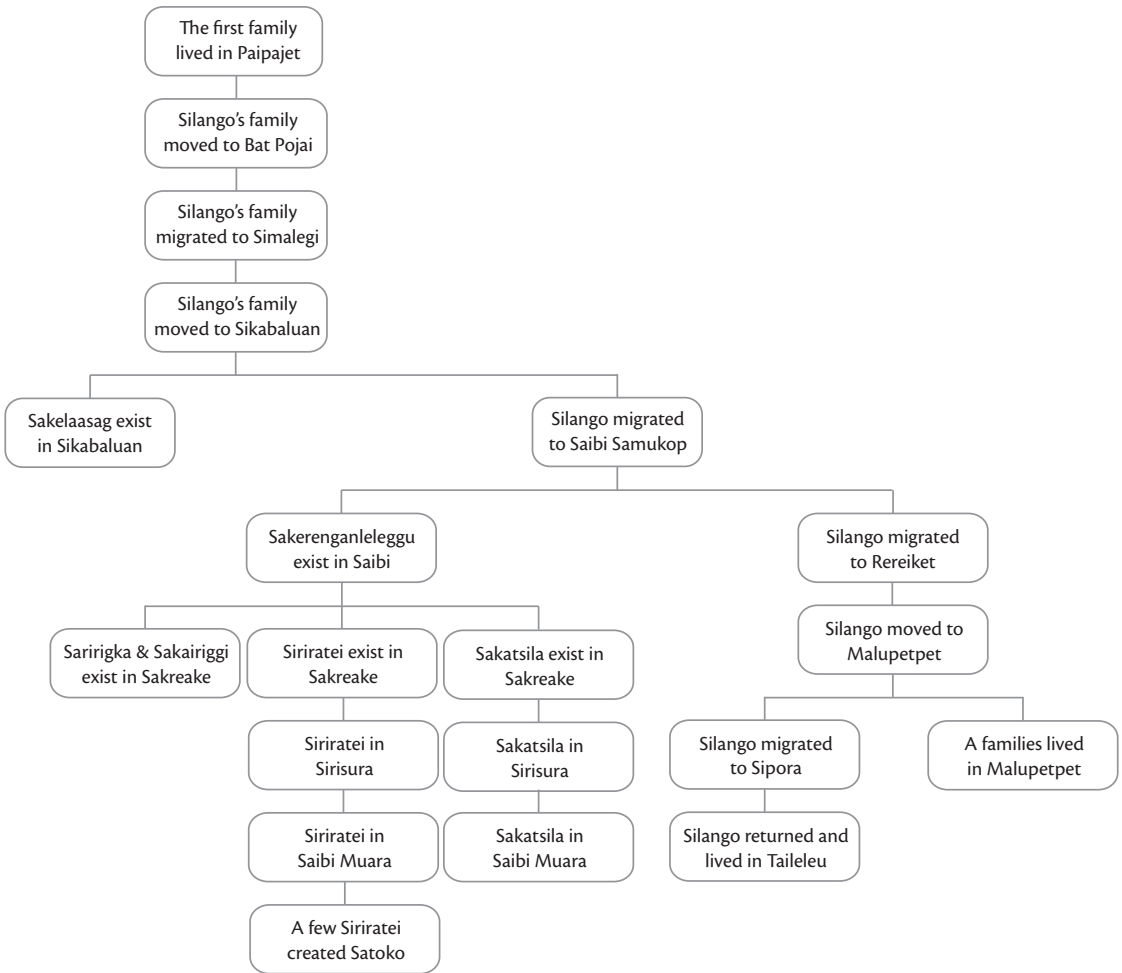 The first family
lived in Paipajet
Silango's family
moved to Bat Pojai
Silango's family
migrated to Simalegi
Silango's family
moved to Sikabaluan
Sakelaasag exist
in Sikabaluan
Silango migrated
to Saibi Samukop
Sakerenganleleggu
exist in Saibi
Silango migrated
to Rereiket
Saririgka & Sakairiggi
exist in Sakreake
Siriratei exist in
Sakreake
Sakatsila exist in
Sakreake
Silango moved to
Malupetpet
Siriratei in
Sirisura
Sakatsila in
Sirisura
Silango migrated
to Sipora
A families lived
in Malupetpet
Siriratei in
Saibi Muara
Sakatsila in
Saibi Muara
Silango returned and
lived in Taileleu
A few Siriratei
created Satoko